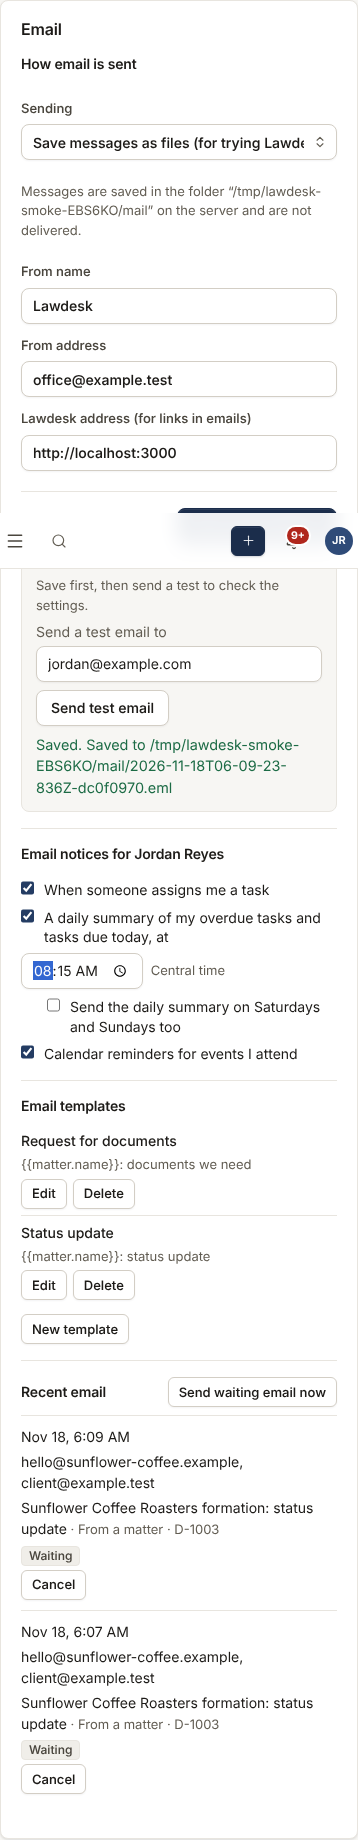 Email
How email is sent
Sending
Save messages as files (for trying Lawde
Messages are saved in the folder “/tmp/lawdesk-
smoke-EBS6KO/mail” on the server and are not
delivered.
From name
Lawdesk
From address
office@example.test
Lawdesk address (for links in emails)
http://localhost:3000
+
9+
JR
Save first, then send a test to check the
settings.
Send a test email to
jordan@example.com
Send test email
Saved. Saved to /tmp/lawdesk-smoke-
EBS6KO/mail/2026-11-18T06-09-23-
836Z-dc0f0970.eml
Email notices for Jordan Reyes
When someone assigns me a task
A daily summary of my overdue tasks and
tasks due today, at
08:15 AM Central time
Send the daily summary on Saturdays
and Sundays too
Calendar reminders for events I attend
Email templates
Request for documents
{{matter.name}}: documents we need
Edit Delete
Status update
{{matter.name}}: status update
Edit Delete
New template
Recent email Send waiting email now
Nov 18, 6:09 AM
hello@sunflower-coffee.example,
client@example.test
Sunflower Coffee Roasters formation: status
update · From a matter · D-1003
Waiting
Cancel
Nov 18, 6:07 AM
hello@sunflower-coffee.example,
client@example.test
Sunflower Coffee Roasters formation: status
update · From a matter · D-1003
Waiting
Cancel